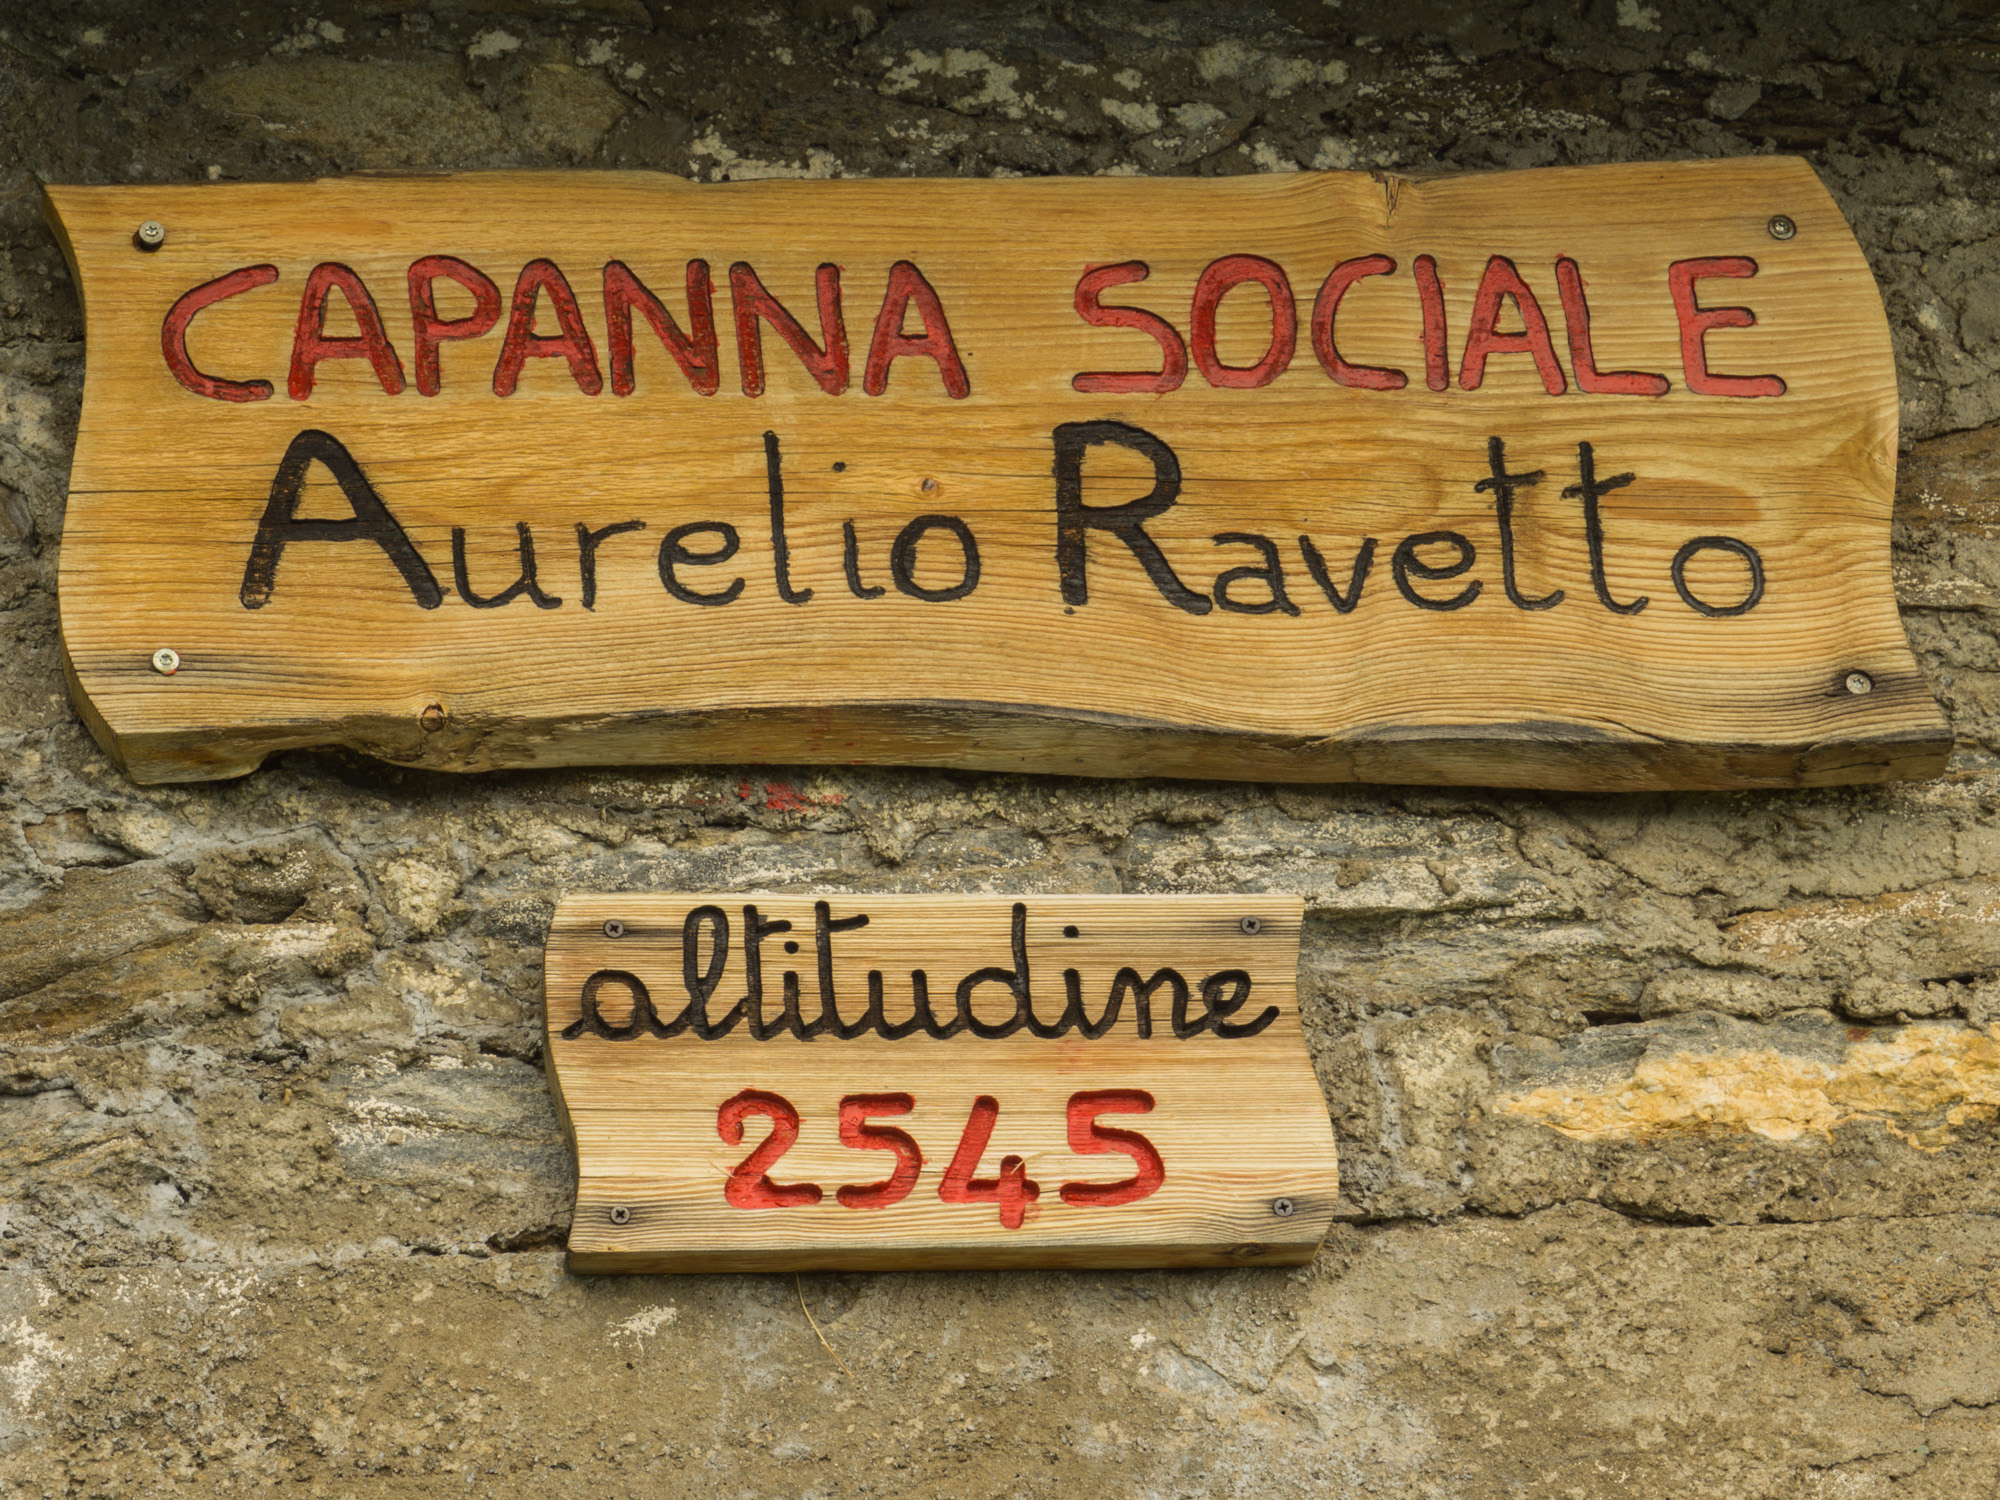 CAPANNA SOCIALE
Aurelio Ravetto
altitudine
2545